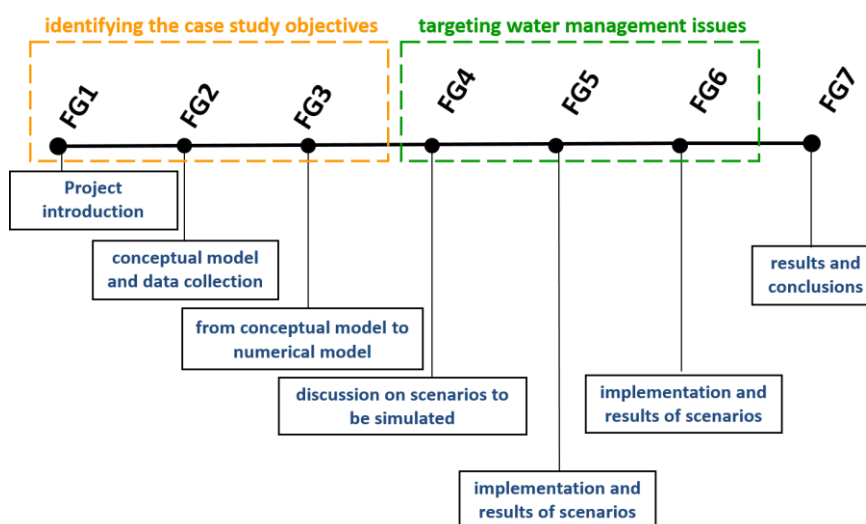 identifying the case study objectives
targeting water management issues
FG1
FG2
FG3
FG4
FG5
FG6
FG7
Project
introduction
conceptual model
and data collection
from conceptual model to
numerical model
discussion on scenarios to
be simulated
implementation and
results of scenarios
implementation and
results of scenarios
results and
conclusions